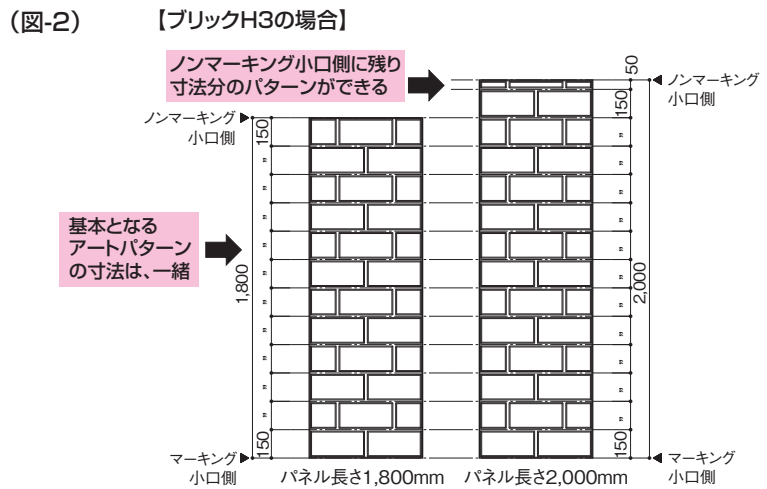 (図-2)
【ブリックH3の場合】
ノンマーキング小口側に残り
寸法分のパターンができる
ノンマーキング
小口側
150
50
150
ノンマーキング
小口側
基本となる
アートパターン
の寸法は、一緒
1,800
2,000
150
150
マーキング
小口側
パネル長さ1,800mm
パネル長さ2,000mm
マーキング
小口側